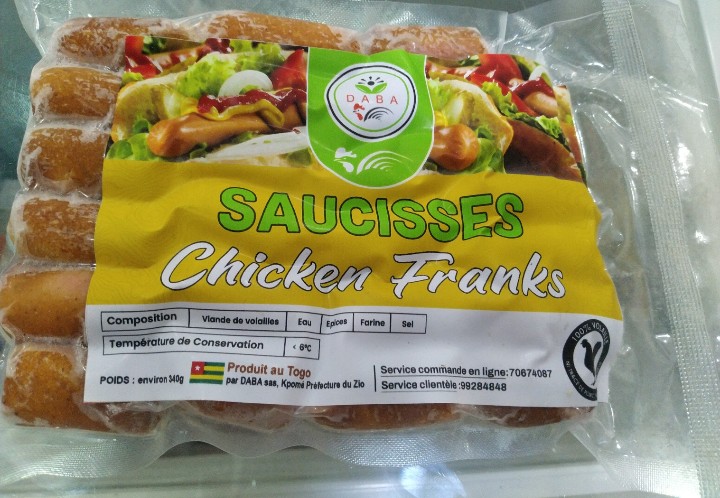 DABA
SAUCISSES
Chicken Franks
Composition Viande de volailles Eau Epices Farine Sel
Température de Conservation < 6°C
POIDS : environ 340g
Produit au Togo
par DABA sas, Kpomé Préfecture du Zio
Service commande en ligne:70674087
Service clientèle:99284848
100% VOLAILLE